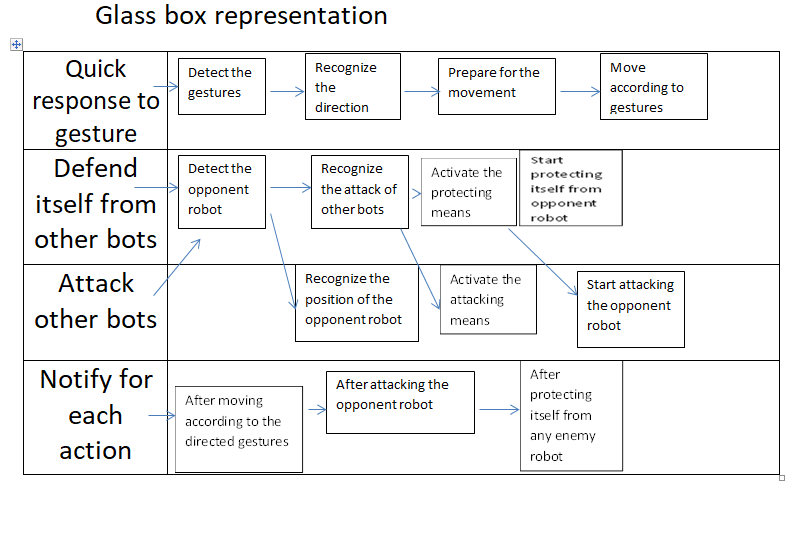 Glass box representation
Quick
response to
gesture
Detect the
gestures
Recognize
the
direction
Prepare for the
movement
Move
according to
gestures
Defend
itself from
other bots
Detect the
opponent
robot
Recognize
the attack of
other bots
Activate the
protecting
means
Start
protecting
itself from
opponent
robot
Attack
other bots
Recognize the
position of the
opponent robot
Activate the
attacking
means
Start attacking
the opponent
robot
Notify for
each
action
After moving
according to the
directed gestures
After attacking the
opponent robot
After
protecting
itself from
any enemy
robot